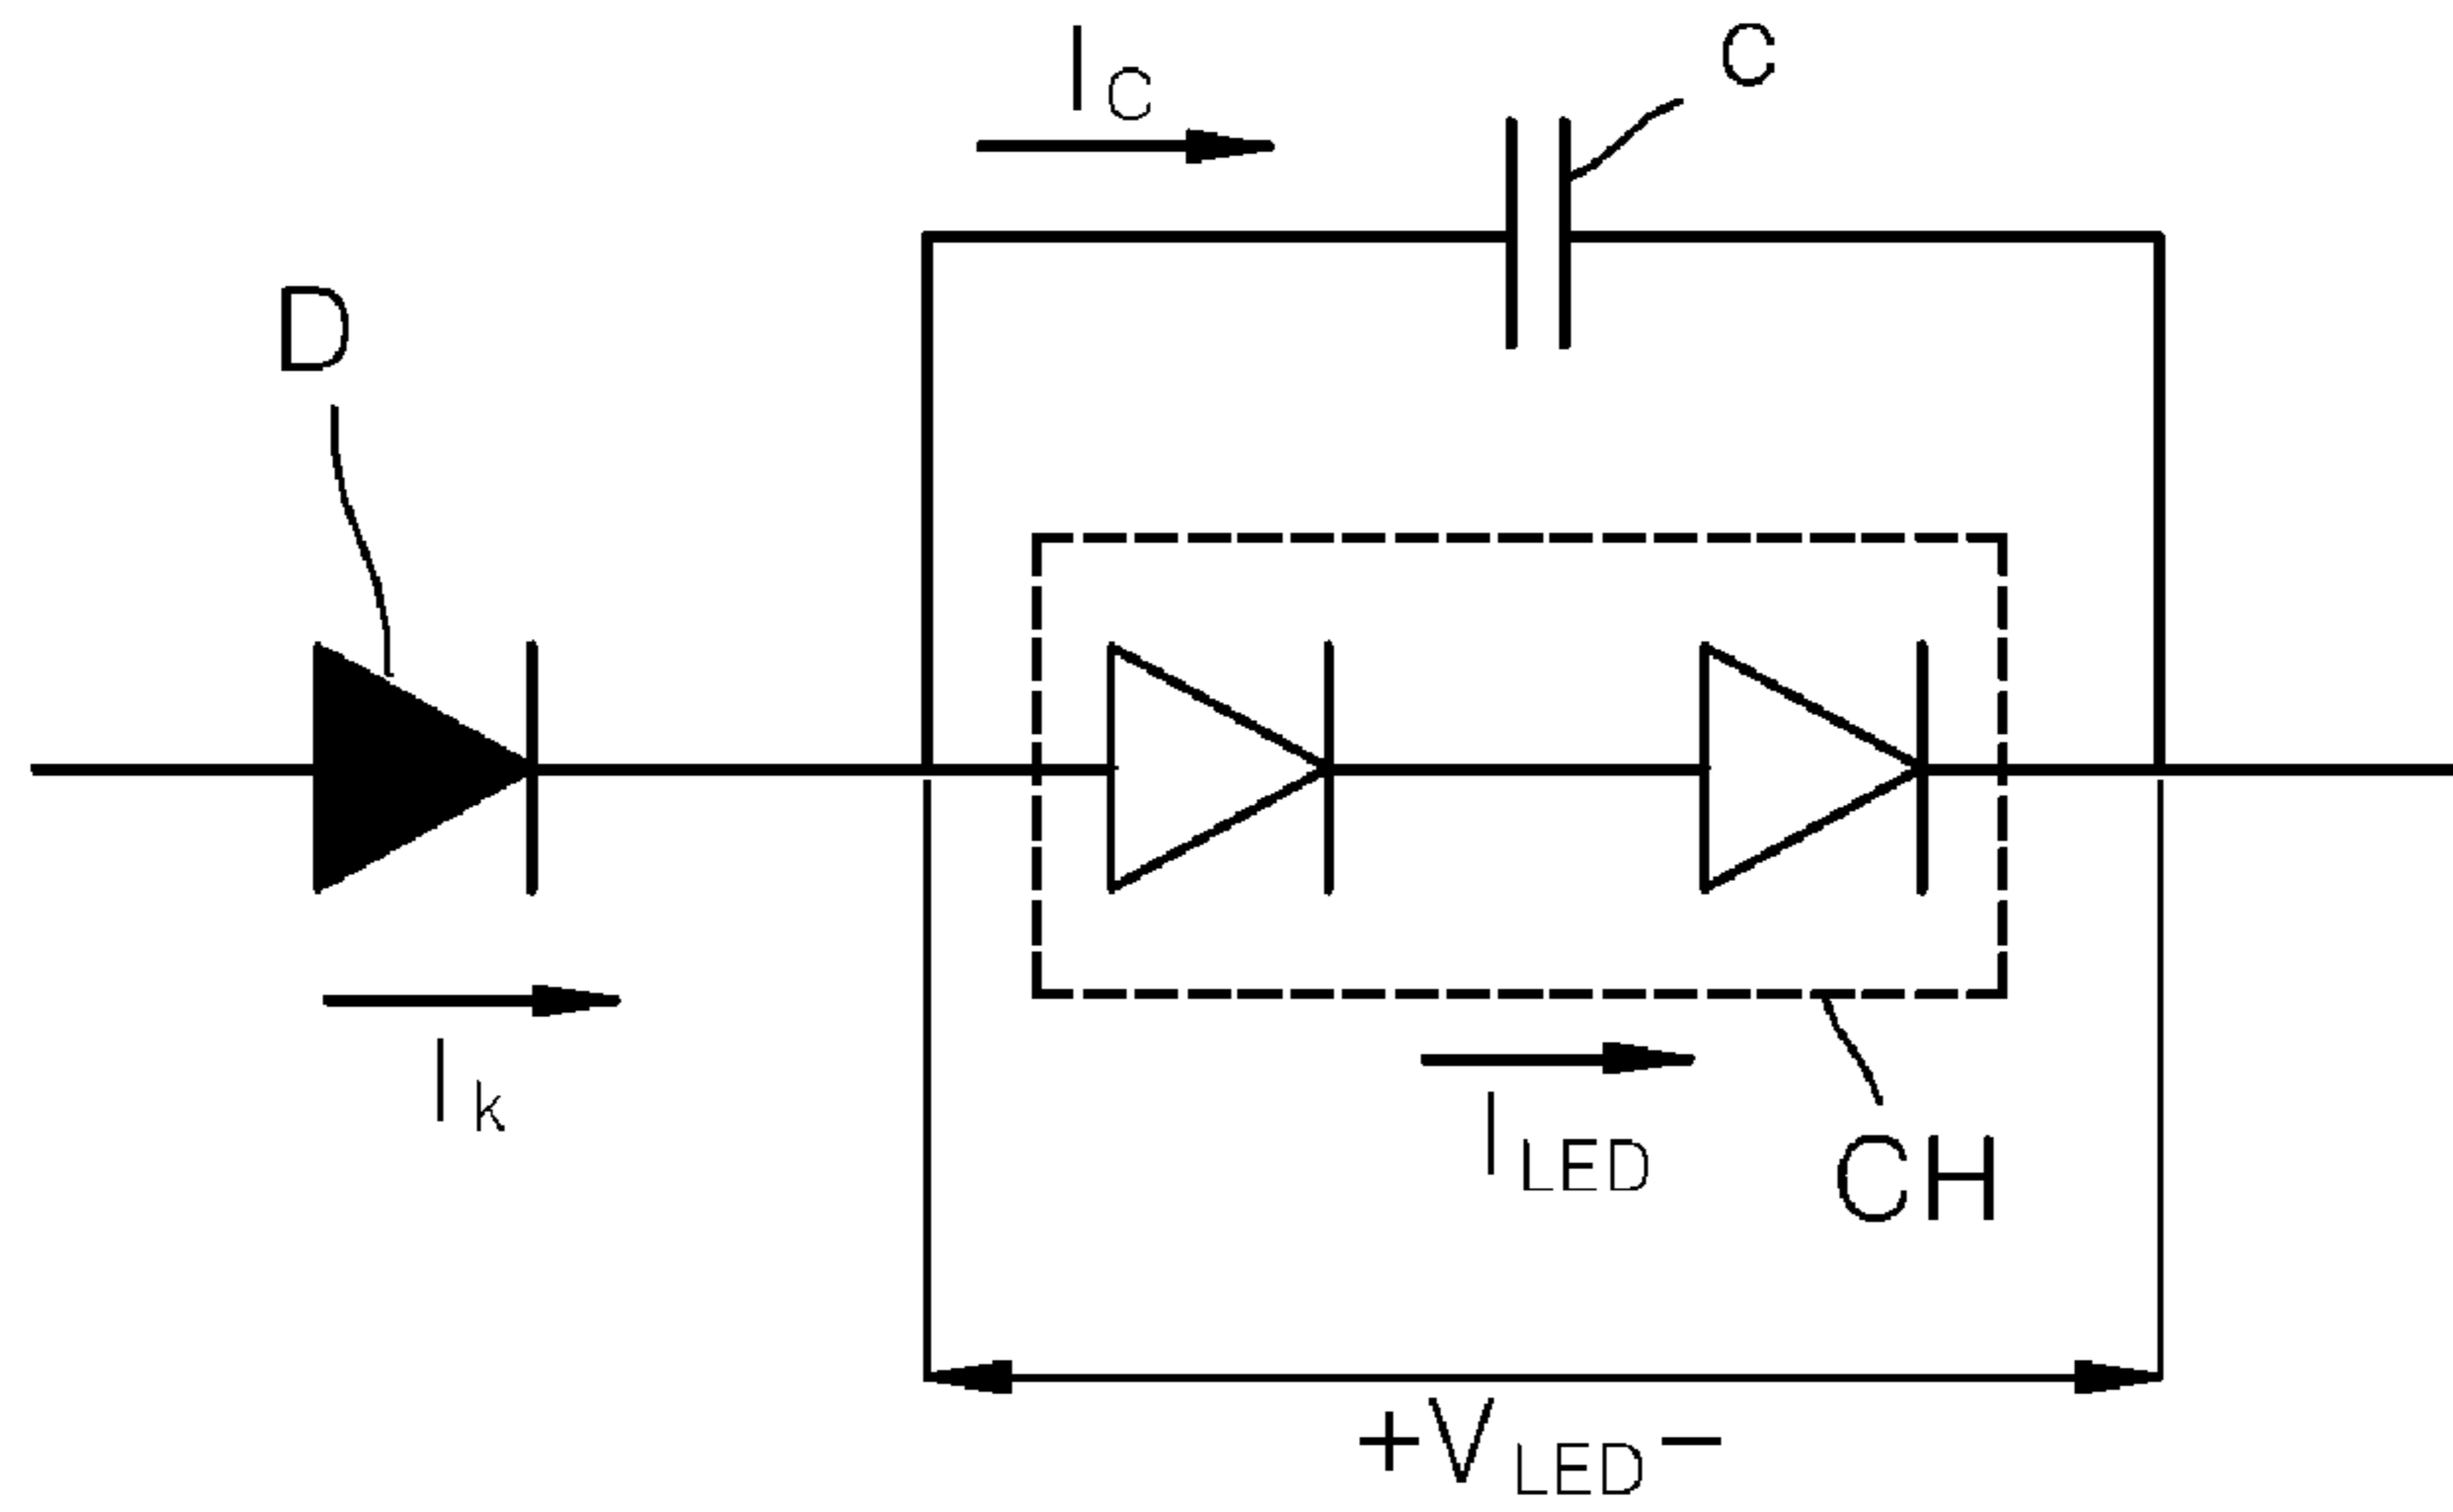 I_C
C
D
I_k
I_LED
CH
+V_LED−